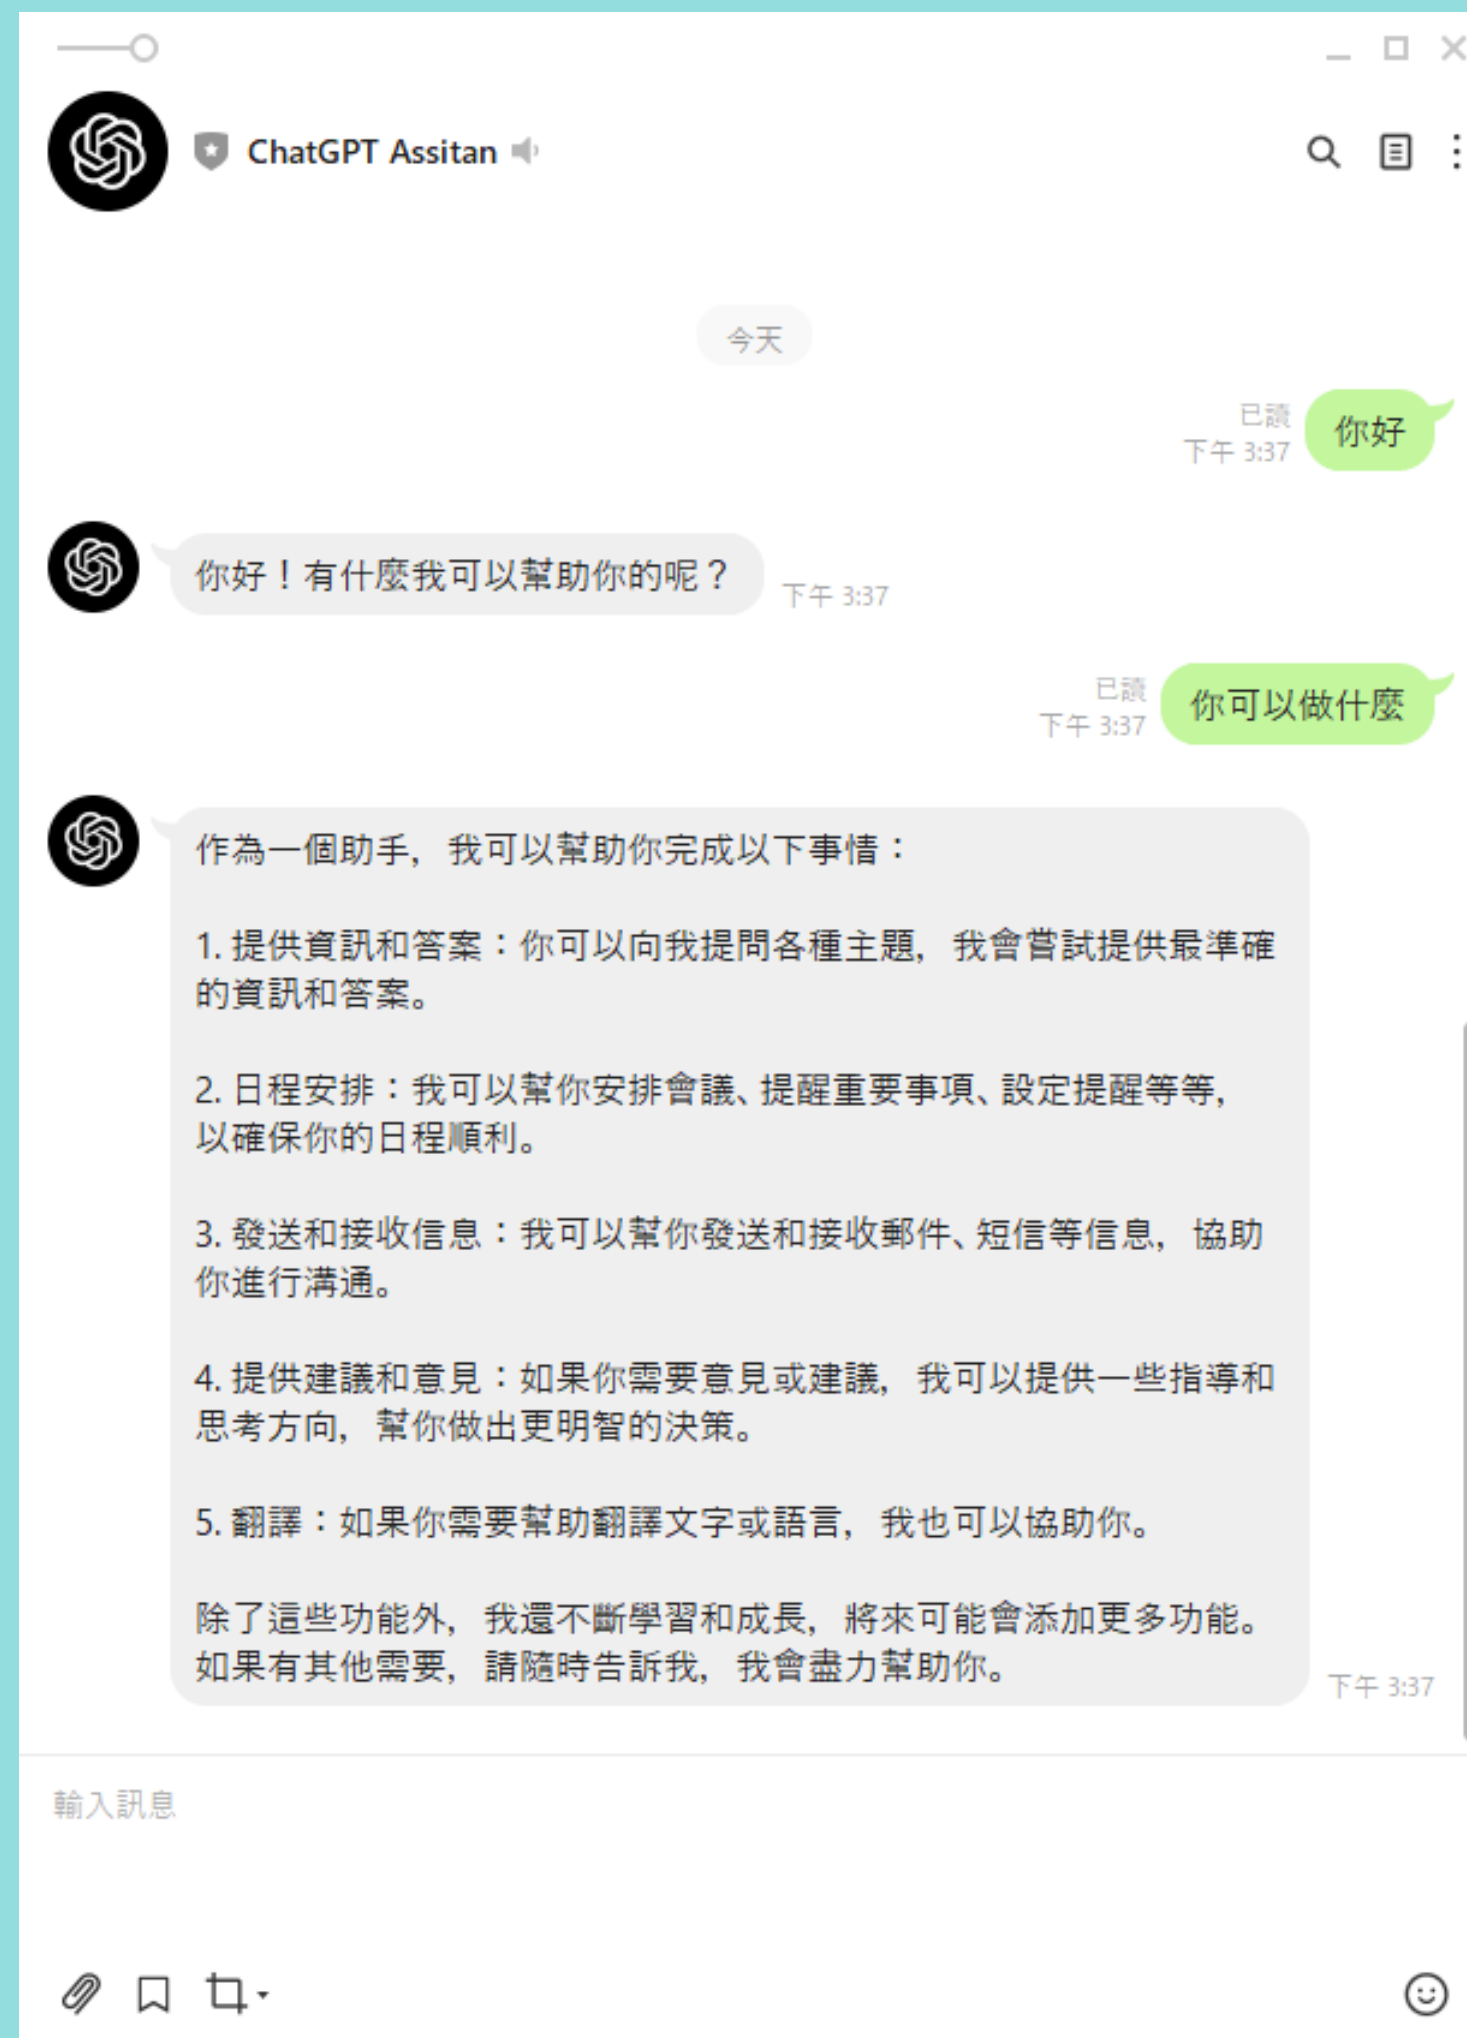 ChatGPT Assitan
今天
已讀
下午 3:37
你好
你好！有什麼我可以幫助你的呢？
下午 3:37
已讀
下午 3:37
你可以做什麼
作為一個助手，我可以幫助你完成以下事情：
1. 提供資訊和答案：你可以向我提問各種主題，我會嘗試提供最準確
的資訊和答案。
2. 日程安排：我可以幫你安排會議、提醒重要事項、設定提醒等等，
以確保你的日程順利。
3. 發送和接收信息：我可以幫你發送和接收郵件、短信等信息，協助
你進行溝通。
4. 提供建議和意見：如果你需要意見或建議，我可以提供一些指導和
思考方向，幫你做出更明智的決策。
5. 翻譯：如果你需要幫助翻譯文字或語言，我也可以協助你。
除了這些功能外，我還不斷學習和成長，將來可能會添加更多功能。
如果有其他需要，請隨時告訴我，我會盡力幫助你。
下午 3:37
輸入訊息